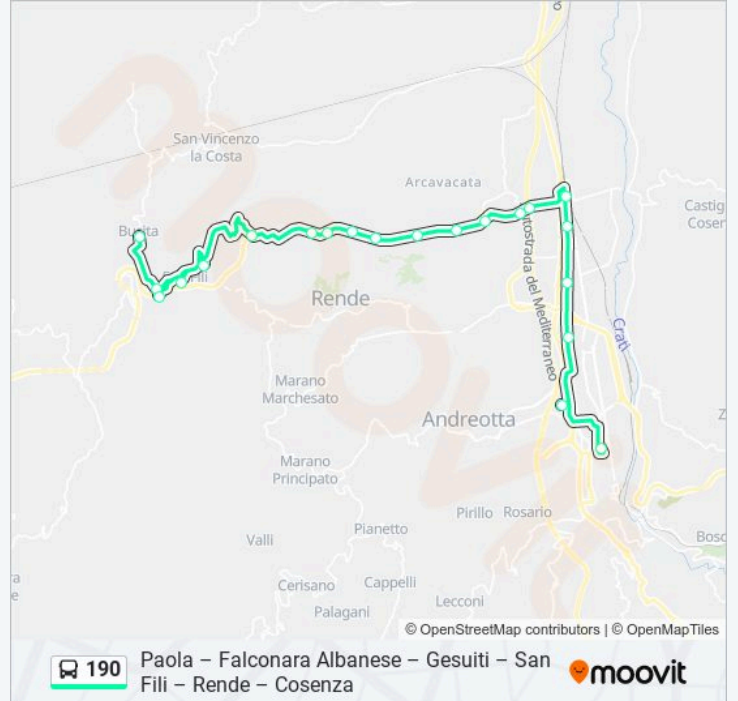 San Vincenzo
la Costa
Arcavacata
Castig
Coser
Rende
Autostrada del Mediterraneo
Crati
Marano
Marchesato
Andreotta
Z
Marano
Principato
Pirillo
Rosario
Pianetto
Valli
Bosc
ra
e
Cerisano
Cappelli
Lecconi
Palagani
© OpenStreetMap contributors | © OpenMapTiles
190
Paola – Falconara Albanese – Gesuiti – San
Fili – Rende – Cosenza
moovit